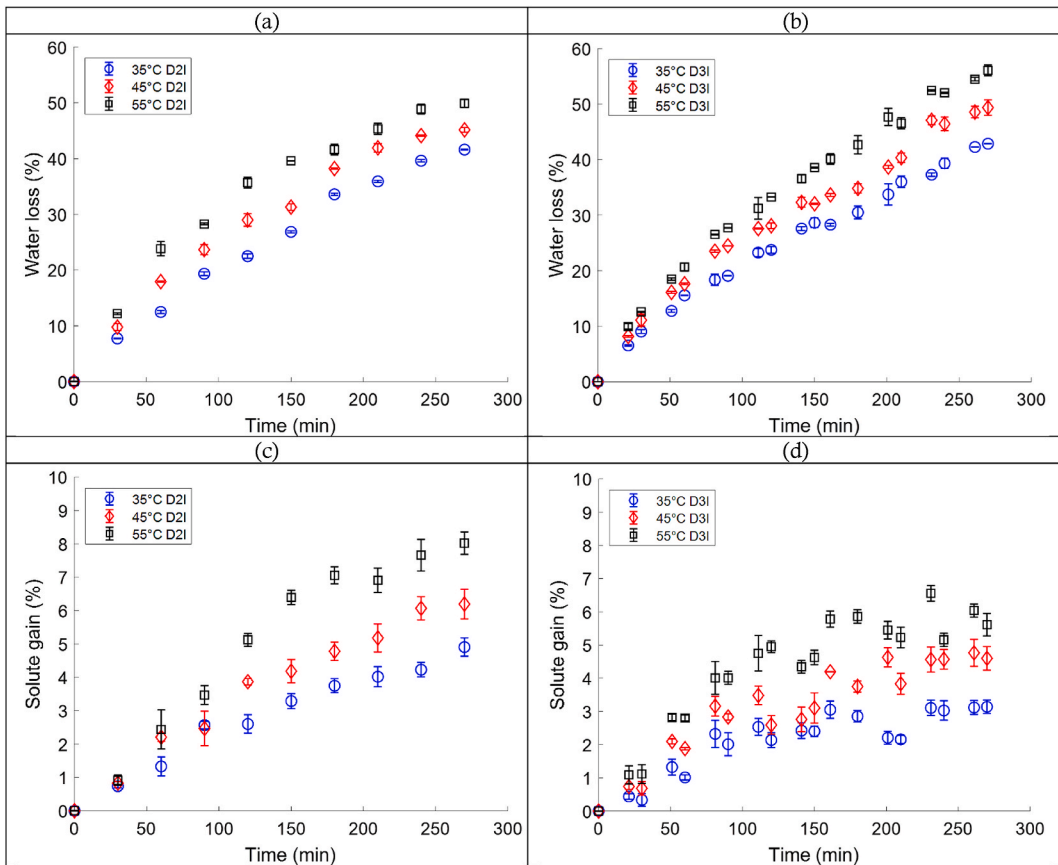 (a)
(b)
60
50
40
30
20
10
0
Water loss (%)
35°C D2I
45°C D2I
55°C D2I
0 50 100 150 200 250 300
Time (min)
60
50
40
30
20
10
0
Water loss (%)
35°C D3I
45°C D3I
55°C D3I
0 50 100 150 200 250 300
Time (min)
(c)
(d)
10
9
8
7
6
5
4
3
2
1
0
Solute gain (%)
35°C D2I
45°C D2I
55°C D2I
0 50 100 150 200 250 300
Time (min)
10
9
8
7
6
5
4
3
2
1
0
Solute gain (%)
35°C D3I
45°C D3I
55°C D3I
0 50 100 150 200 250 300
Time (min)